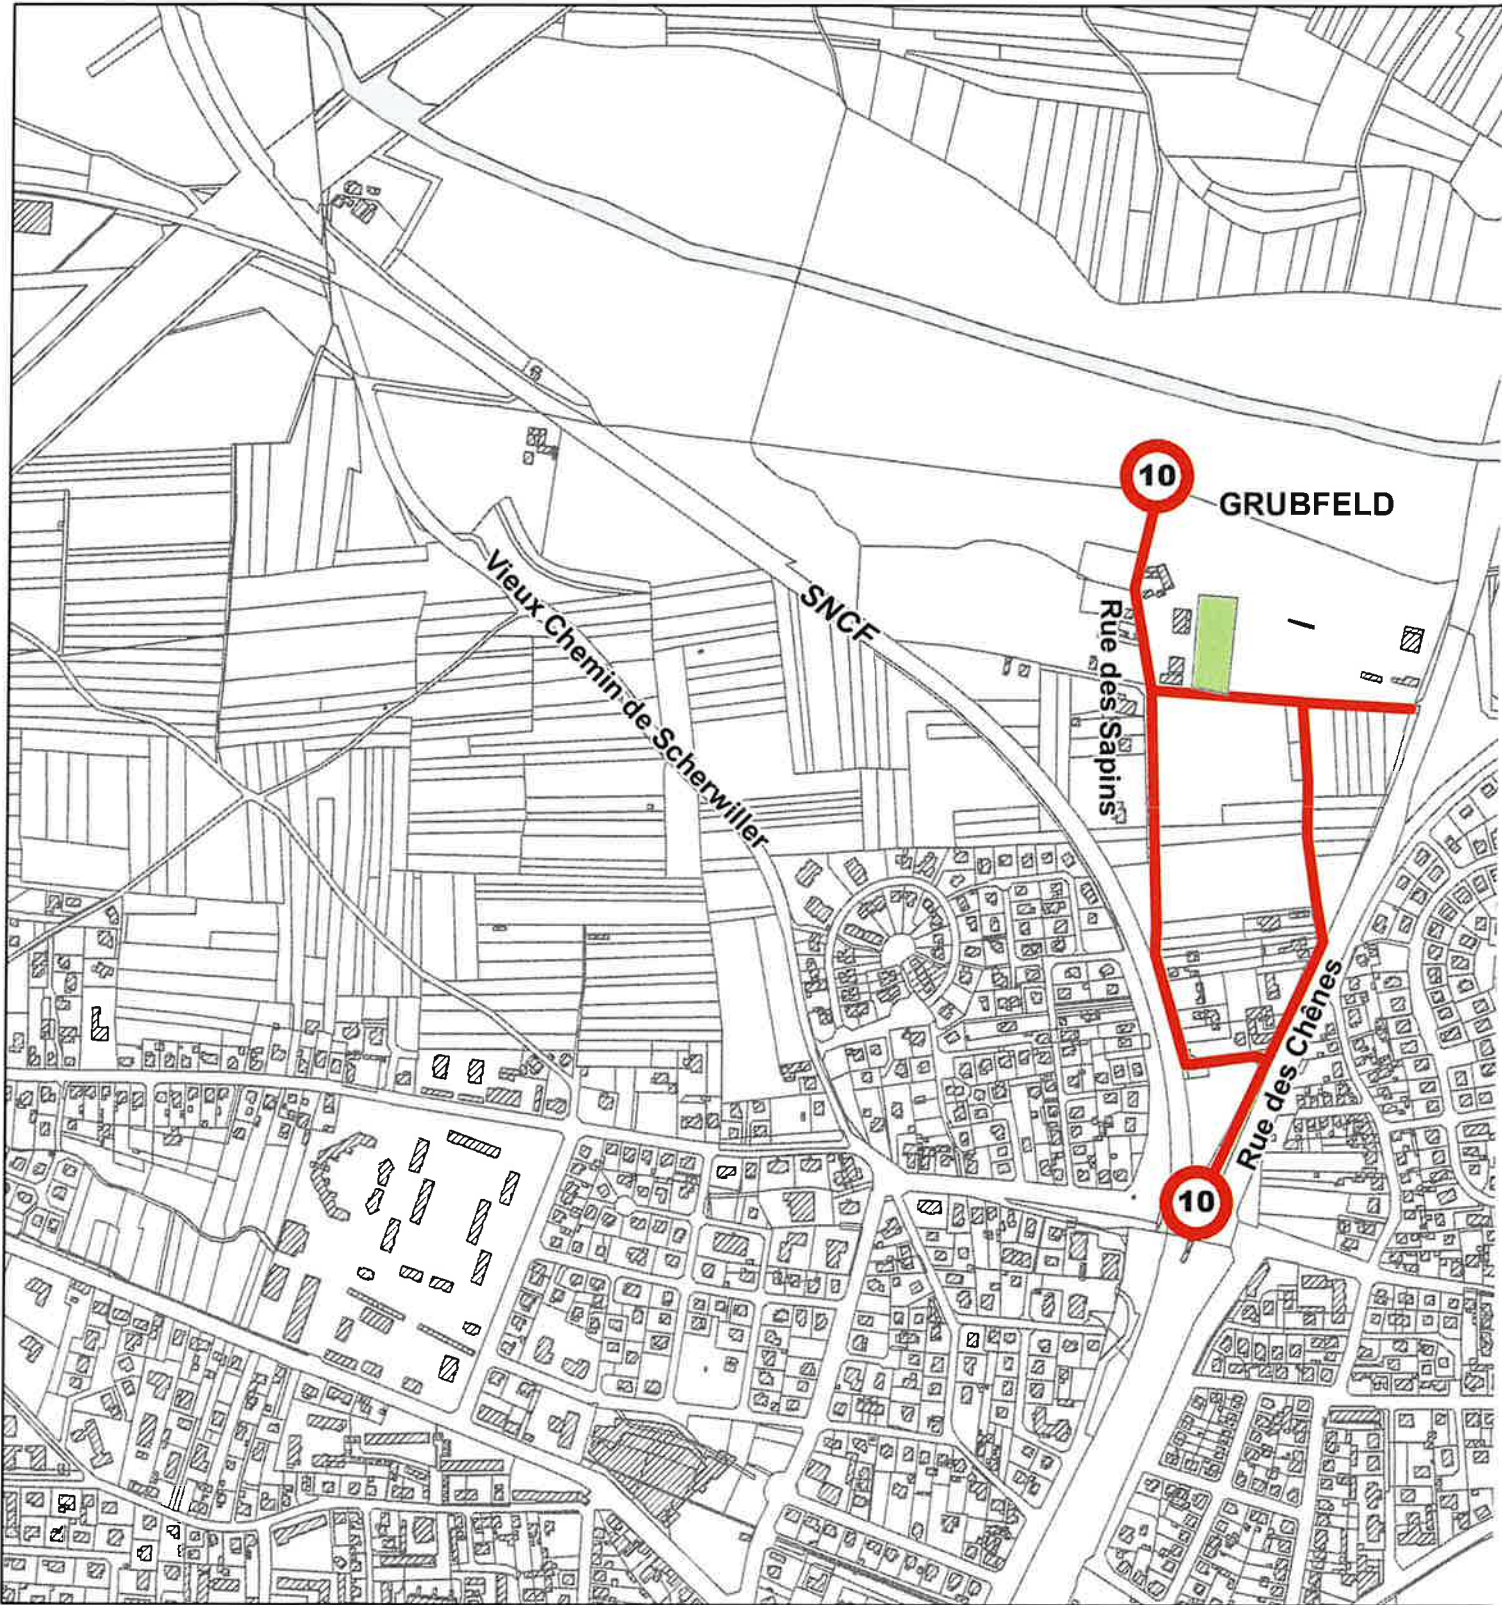 10
GRUBFELD
Vieux Chemin de Scherwiller
SNCF
Rue des Sapins
Rue des Chênes
10